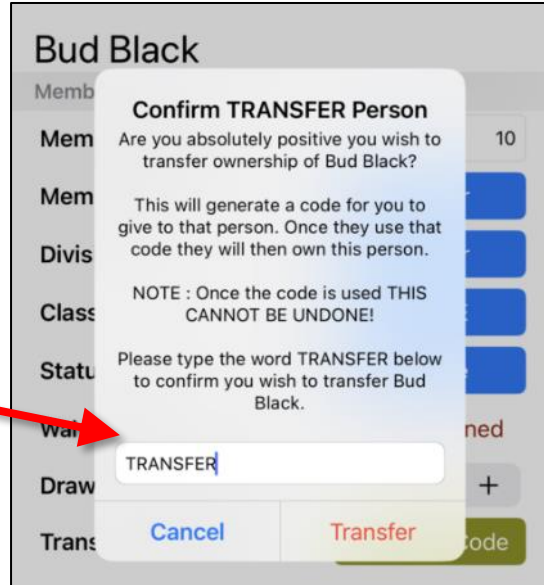 Bud Black
Memb
Confirm TRANSFER Person
Mem
Are you absolutely positive you wish to
10
transfer ownership of Bud Black?
Mem
This will generate a code for you to
give to that person. Once they use that
Divis
code they will then own this person.
NOTE : Once the code is used THIS
Class
CANNOT BE UNDONE!
Please type the word TRANSFER below
Statu
to confirm you wish to transfer Bud
Black.
ned
TRANSFER
Draw
+
Cancel
Transfer
Trans
Code